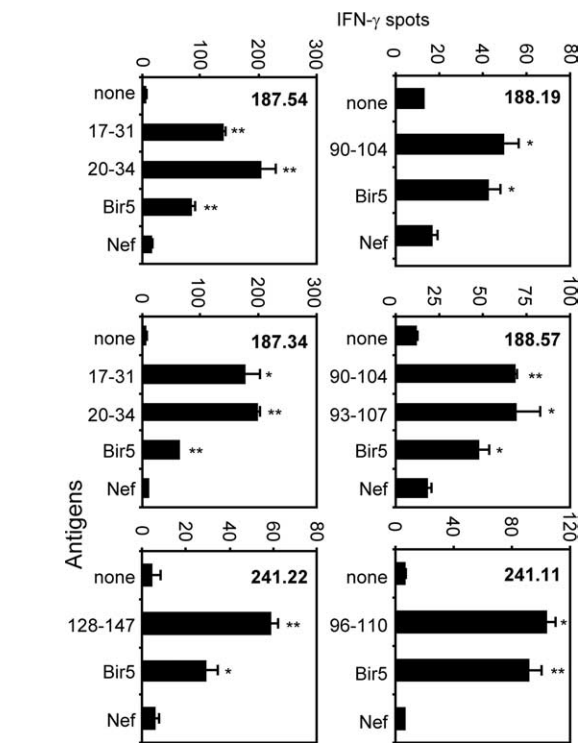 IFN-γ spots
0 100 200 300
187.54
none
17-31 **
20-34 **
Bir5 **
Nef
0 20 40 60 80
188.19
none
90-104 *
Bir5 *
Nef
0 100 200 300
187.34
none
17-31 *
20-34 **
Bir5 **
Nef
0 25 50 75 100
188.57
none
90-104 **
93-107 *
Bir5 *
Nef
0 20 40 60 80
241.22
none
128-147 **
Bir5 *
Nef
0 40 80 120
241.11
none
96-110 *
Bir5 **
Nef
Antigens